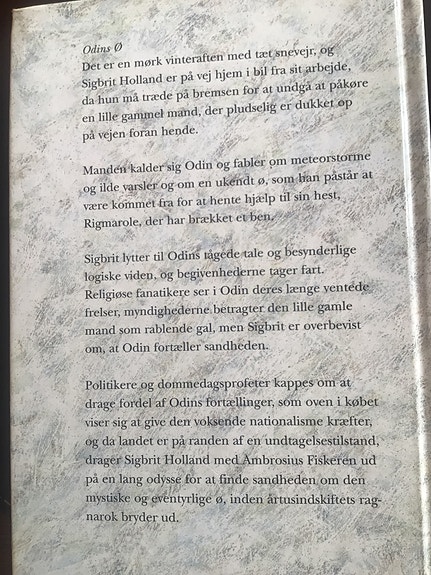 Odins Ø
Det er en mørk vinteraften med tæt snevejr, og
Sigbrit Holland er på vej hjem i bil fra sit arbejde,
da hun må træde på bremsen for at undgå at påkøre
en lille gammel mand, der pludselig er dukket op
på vejen foran hende.
Manden kalder sig Odin og fabler om meteorstorme
og ilde varsler og om en ukendt ø, som han påstår at
være kommet fra for at hente hjælp til sin hest,
Rigmarole, der har brækket et ben.
Sigbrit lytter til Odins tågede tale og besynderlige
logiske viden, og begivenhederne tager fart.
Religiøse fanatikere ser i Odin deres længe ventede
frelser, myndighederne betragter den lille gamle
mand som rablende gal, men Sigbrit er overbevist
om, at Odin fortæller sandheden.
Politikere og dommedagsprofeter kappes om at
drage fordel af Odins fortællinger, som oven i købet
viser sig at give den voksende nationalisme kræfter,
og da landet er på randen af en undtagelsestilstand,
drager Sigbrit Holland med Ambrosius Fiskeren ud
på en lang odysse for at finde sandheden om den
mystiske og eventyrlige ø, inden årtusindskiftets rag-
narok bryder ud.